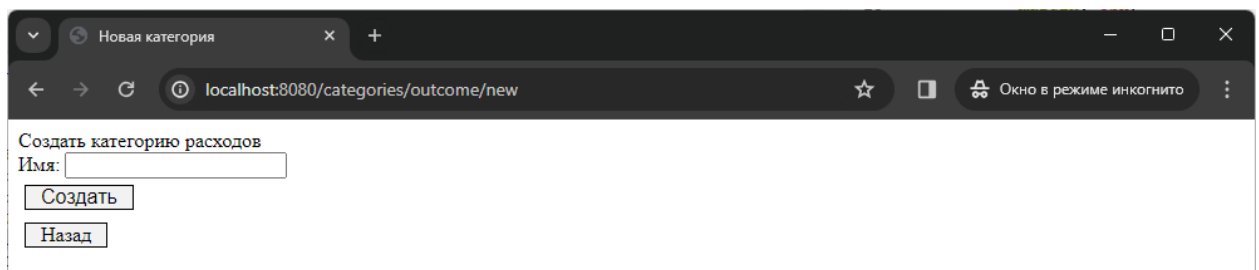 Новая категория
localhost:8080/categories/outcome/new
Окно в режиме инкогнито
Создать категорию расходов
Имя:
Создать
Назад